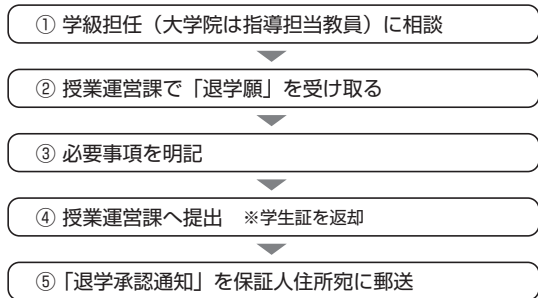 ① 学級担任（大学院は指導担当教員）に相談
② 授業運営課で「退学願」を受け取る
③ 必要事項を明記
④ 授業運営課へ提出　※学生証を返却
⑤「退学承認通知」を保証人住所宛に郵送